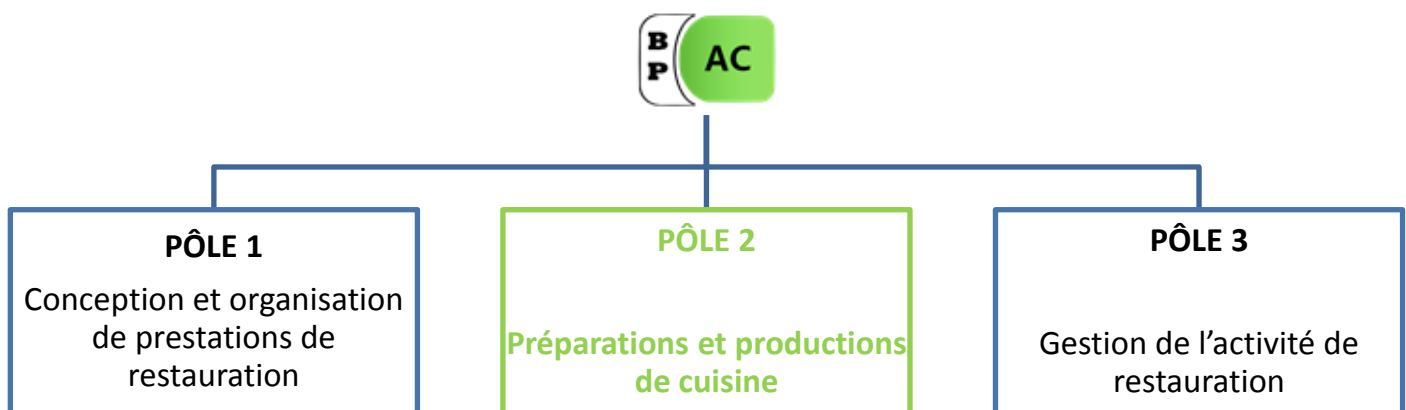 B
P
AC
PÔLE 1
Conception et organisation
de prestations de
restauration
PÔLE 2
Préparations et productions
de cuisine
PÔLE 3
Gestion de l’activité de
restauration